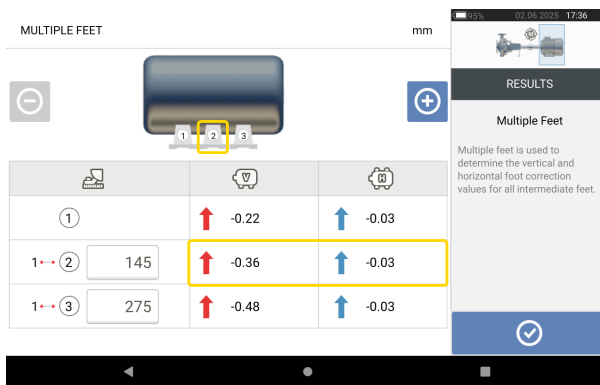 95% 02.06.2025 17:36
MULTIPLE FEET mm
RESULTS
1 2 3
Multiple Feet
Multiple feet is used to
determine the vertical and
horizontal foot correction
values for all intermediate feet.
V H
1 -0.22 -0.03
1 2 145 -0.36 -0.03
1 3 275 -0.48 -0.03